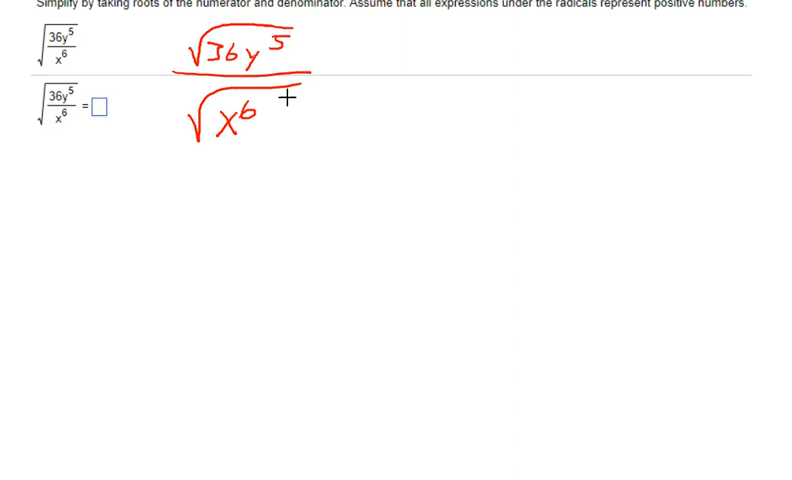 Simplify by taking roots of the numerator and denominator. Assume that all expressions under the radicals represent positive numbers.
√(36y⁵/x⁶)
√(36y⁵/x⁶) =
√36y⁵
√x⁶